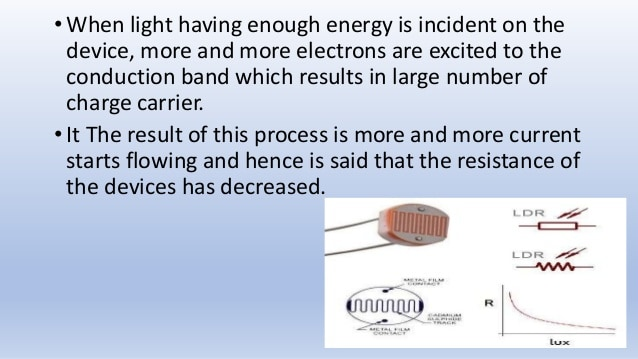 • When light having enough energy is incident on the
device, more and more electrons are excited to the
conduction band which results in large number of
charge carrier.
• It The result of this process is more and more current
starts flowing and hence is said that the resistance of
the devices has decreased.
LDR
LDR
METAL FILM
CONTACT
CADMIUM
SULPHIDE
TRACK
METAL FILM
CONTACT
R
lux